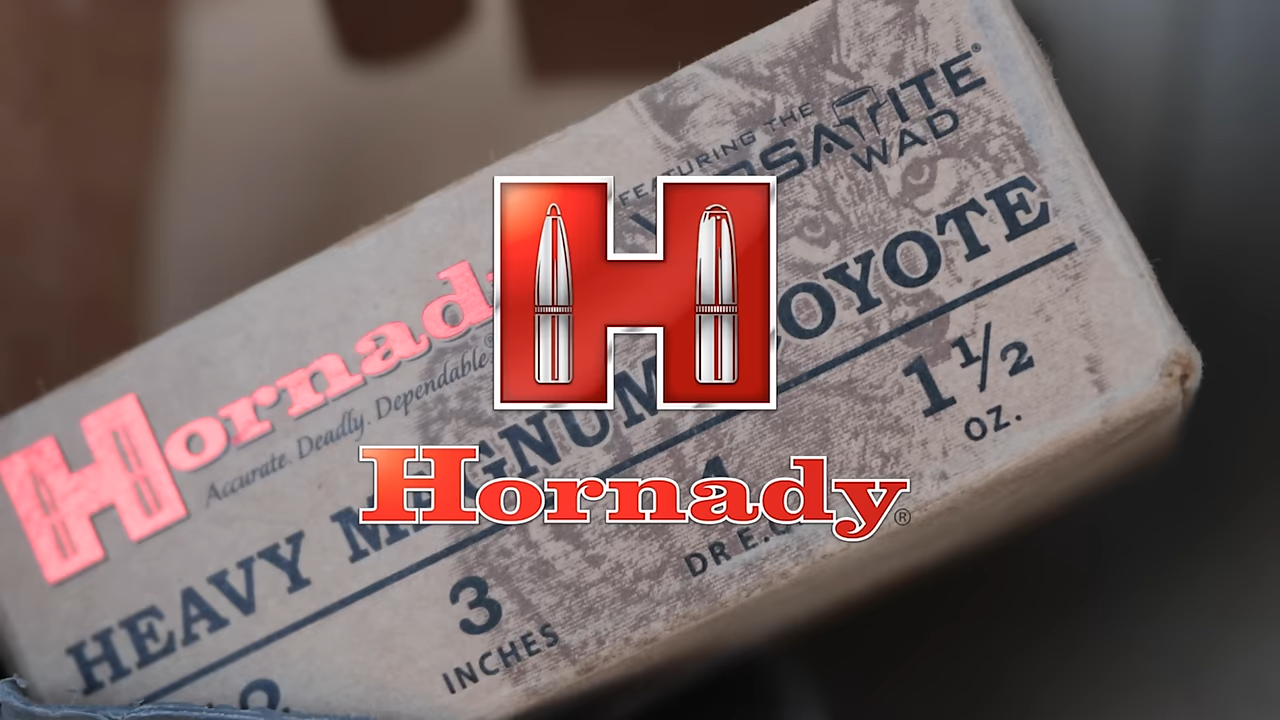 FEATURING THE
WAD
Hornady
Accurate. Deadly. Dependable®
HEAVY MAGNUM COYOTE
1 1/2
OZ.
3
INCHES
DR E.
H
Hornady®